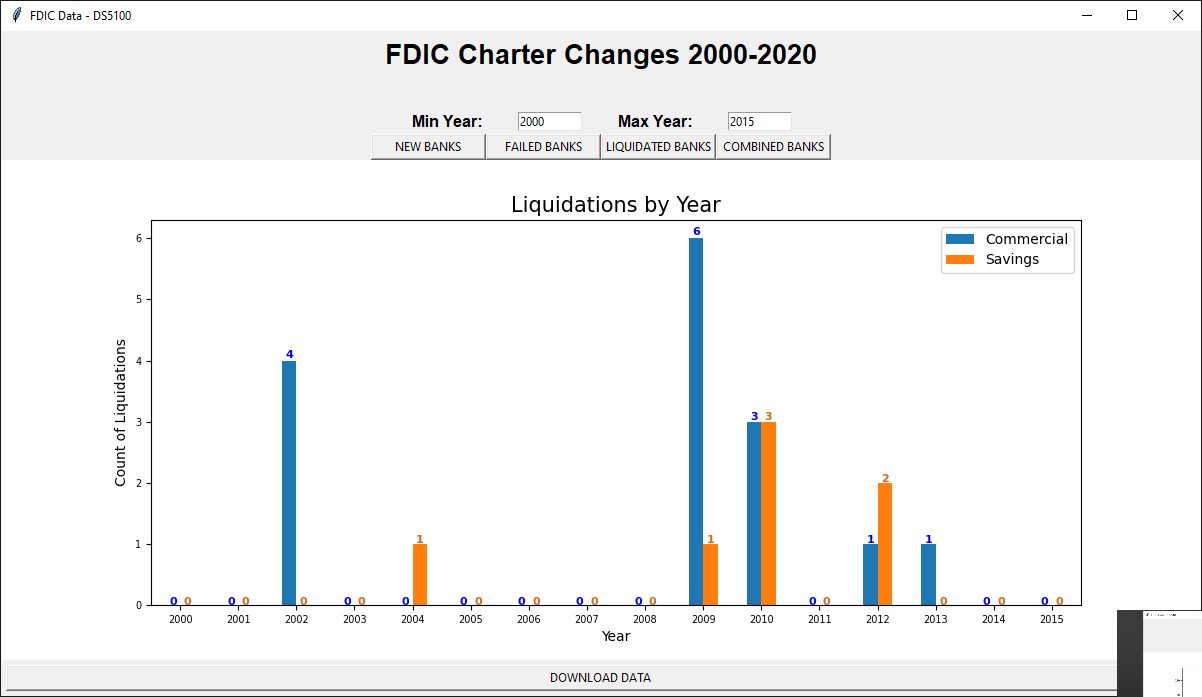 FDIC Data - DS5100
FDIC Charter Changes 2000-2020
Min Year: 2000 Max Year: 2015
NEW BANKS FAILED BANKS LIQUIDATED BANKS COMBINED BANKS
Liquidations by Year
Commercial
Savings
6
5
4
3
2
1
0
Count of Liquidations
0 0 0 0 4 0 0 0 0 1 0 0 0 0 0 0 0 0 6 1 3 3 0 0 1 2 1 0 0 0 0 0
2000 2001 2002 2003 2004 2005 2006 2007 2008 2009 2010 2011 2012 2013 2014 2015
Year
DOWNLOAD DATA